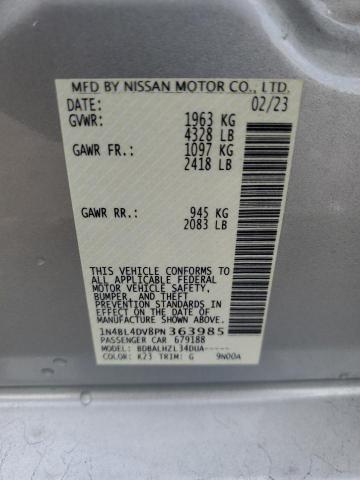 MFD BY NISSAN MOTOR CO., LTD.
DATE: 02/23
GVWR: 1963 KG
4328 LB
GAWR FR.: 1097 KG
2418 LB
GAWR RR.: 945 KG
2083 LB
THIS VEHICLE CONFORMS
TO ALL APPLICABLE FEDERAL
MOTOR VEHICLE SAFETY,
BUMPER, AND THEFT
PREVENTION STANDARDS IN
EFFECT ON THE DATE OF
MANUFACTURE SHOWN ABOVE.
1N4BL4DV8PN363985
PASSENGER CAR 679188
MODEL: BDBALHZL34DUA-----
COLOR: K23 TRIM: G 9N00A